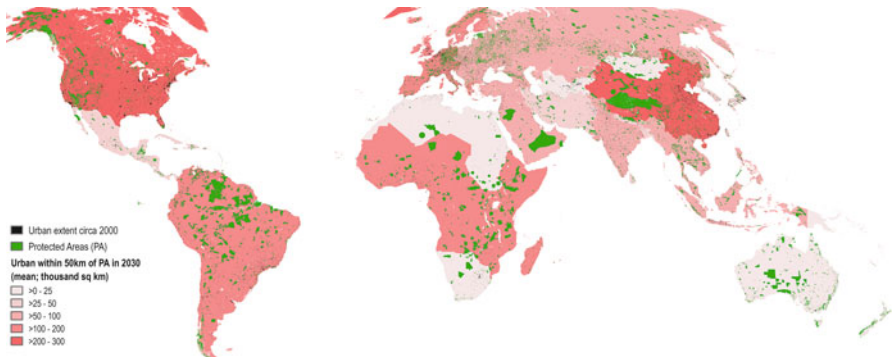 Urban extent circa 2000
Protected Areas (PA)
Urban within 50km of PA in 2030
(mean; thousand sq km)
>0 - 25
>25 - 50
>50 - 100
>100 - 200
>200 - 300